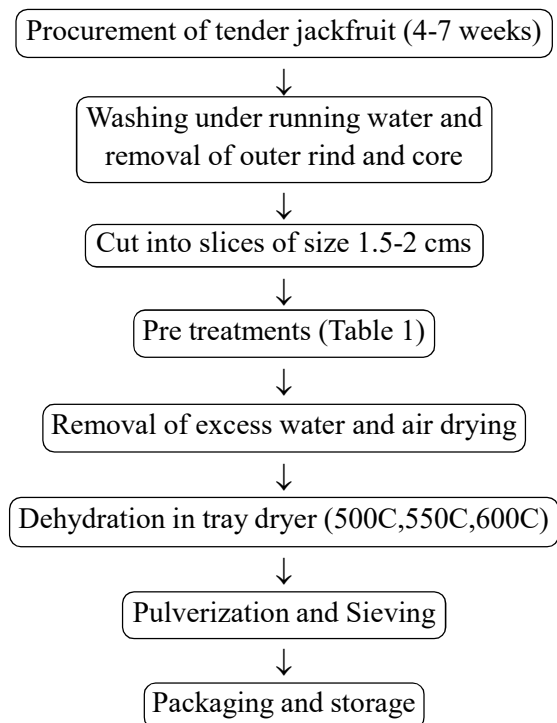 Procurement of tender jackfruit (4-7 weeks)
↓
Washing under running water and
removal of outer rind and core
↓
Cut into slices of size 1.5-2 cms
↓
Pre treatments (Table 1)
↓
Removal of excess water and air drying
↓
Dehydration in tray dryer (500C,550C,600C)
↓
Pulverization and Sieving
↓
Packaging and storage